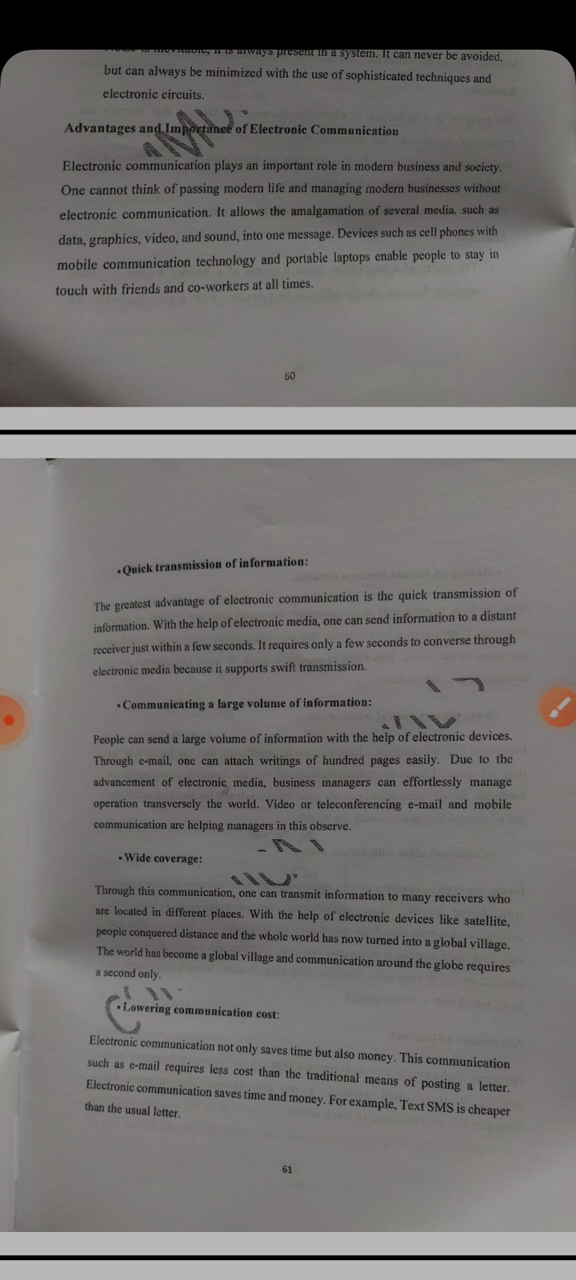 is always present in a system. It can never be avoided,
but can always be minimized with the use of sophisticated techniques and
electronic circuits.
Advantages and Importance of Electronic Communication
Electronic communication plays an important role in modern business and society.
One cannot think of passing modern life and managing modern businesses without
electronic communication. It allows the amalgamation of several media, such as
data, graphics, video, and sound, into one message. Devices such as cell phones with
mobile communication technology and portable laptops enable people to stay in
touch with friends and co-workers at all times.
60
• Quick transmission of information:
The greatest advantage of electronic communication is the quick transmission of
information. With the help of electronic media, one can send information to a distant
receiver just within a few seconds. It requires only a few seconds to converse through
electronic media because it supports swift transmission.
• Communicating a large volume of information:
People can send a large volume of information with the help of electronic devices.
Through e-mail, one can attach writings of hundred pages easily. Due to the
advancement of electronic media, business managers can effortlessly manage
operation transversely the world. Video or teleconferencing e-mail and mobile
communication are helping managers in this observe.
• Wide coverage:
Through this communication, one can transmit information to many receivers who
are located in different places. With the help of electronic devices like satellite,
people conquered distance and the whole world has now turned into a global village.
The world has become a global village and communication around the globe requires
a second only.
• Lowering communication cost:
Electronic communication not only saves time but also money. This communication
such as e-mail requires less cost than the traditional means of posting a letter.
Electronic communication saves time and money. For example, Text SMS is cheaper
than the usual letter.
61